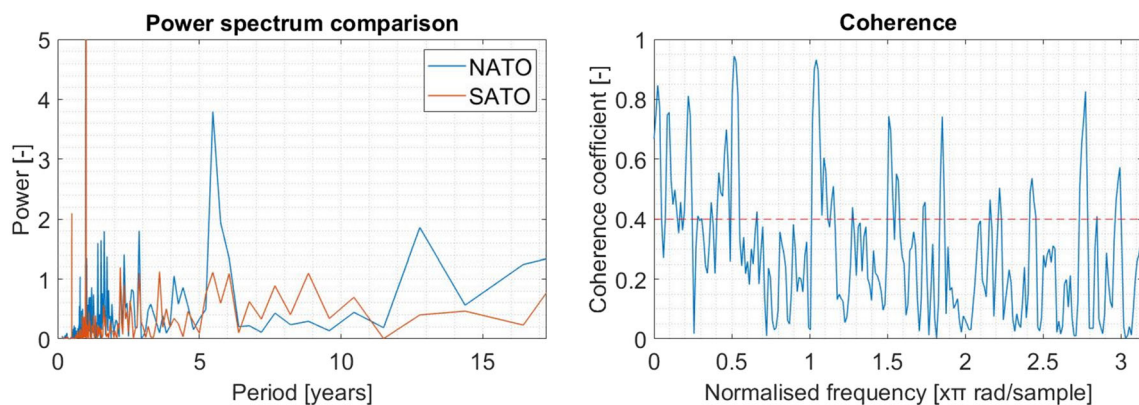 Power spectrum comparison
5
4
3
2
1
0
Power [-]
NATO
SATO
0
5
10
15
Period [years]
Coherence
1
0.8
0.6
0.4
0.2
0
Coherence coefficient [-]
0
0.5
1
1.5
2
2.5
3
Normalised frequency [xπ rad/sample]